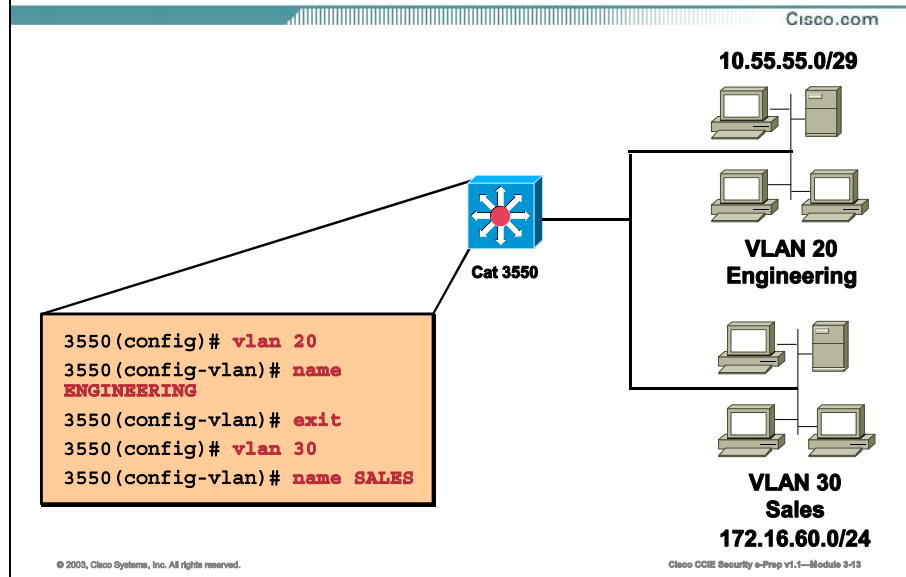 Cisco.com
10.55.55.0/29
Cat 3550
VLAN 20
Engineering
3550(config)# vlan 20
3550(config-vlan)# name
ENGINEERING
3550(config-vlan)# exit
3550(config)# vlan 30
3550(config-vlan)# name SALES
VLAN 30
Sales
172.16.60.0/24
© 2003, Cisco Systems, Inc. All rights reserved.
Cisco CCIE Security e-Prep v1.1—Module 3-13